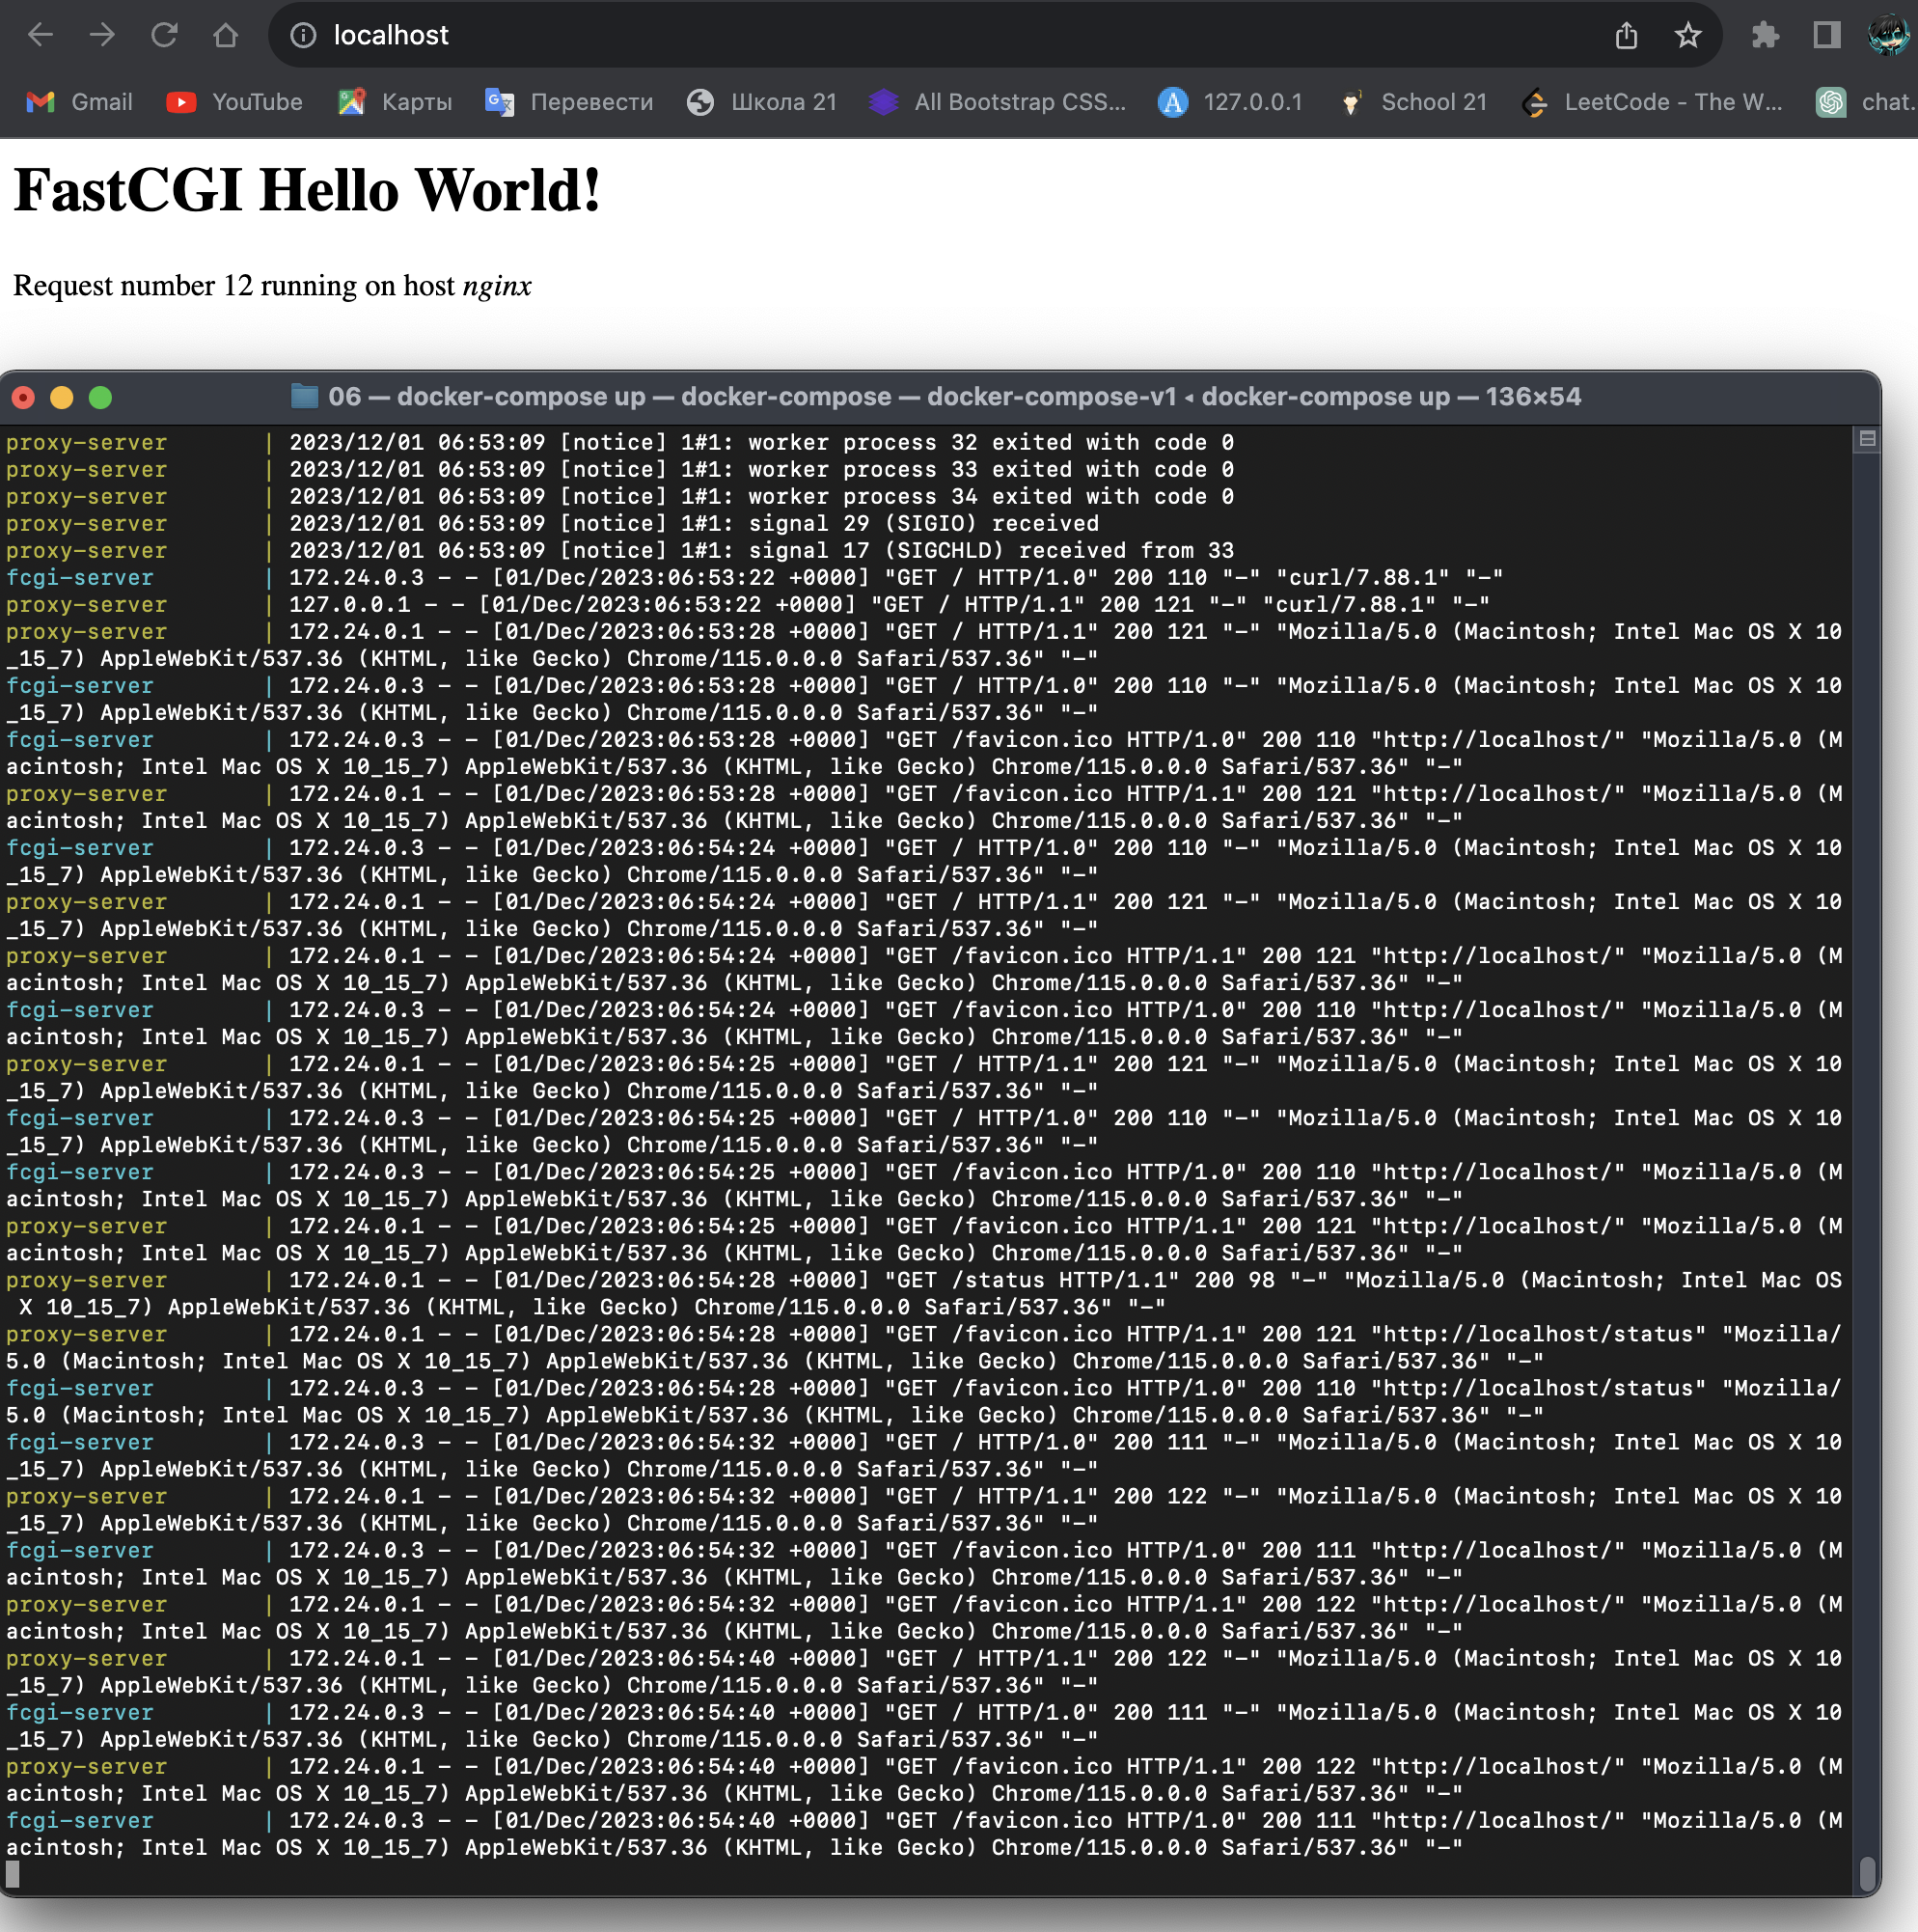 localhost
Gmail YouTube Карты Перевести Школа 21 All Bootstrap CSS... 127.0.0.1 School 21 LeetCode - The W... chat.
FastCGI Hello World!
Request number 12 running on host nginx
06 — docker-compose up — docker-compose — docker-compose-v1 ◂ docker-compose up — 136×54
proxy-server | 2023/12/01 06:53:09 [notice] 1#1: worker process 32 exited with code 0
proxy-server | 2023/12/01 06:53:09 [notice] 1#1: worker process 33 exited with code 0
proxy-server | 2023/12/01 06:53:09 [notice] 1#1: worker process 34 exited with code 0
proxy-server | 2023/12/01 06:53:09 [notice] 1#1: signal 29 (SIGIO) received
proxy-server | 2023/12/01 06:53:09 [notice] 1#1: signal 17 (SIGCHLD) received from 33
fcgi-server | 172.24.0.3 - - [01/Dec/2023:06:53:22 +0000] "GET / HTTP/1.0" 200 110 "-" "curl/7.88.1" "-"
proxy-server | 127.0.0.1 - - [01/Dec/2023:06:53:22 +0000] "GET / HTTP/1.1" 200 121 "-" "curl/7.88.1" "-"
proxy-server | 172.24.0.1 - - [01/Dec/2023:06:53:28 +0000] "GET / HTTP/1.1" 200 121 "-" "Mozilla/5.0 (Macintosh; Intel Mac OS X 10
_15_7) AppleWebKit/537.36 (KHTML, like Gecko) Chrome/115.0.0.0 Safari/537.36" "-"
fcgi-server | 172.24.0.3 - - [01/Dec/2023:06:53:28 +0000] "GET / HTTP/1.0" 200 110 "-" "Mozilla/5.0 (Macintosh; Intel Mac OS X 10
_15_7) AppleWebKit/537.36 (KHTML, like Gecko) Chrome/115.0.0.0 Safari/537.36" "-"
fcgi-server | 172.24.0.3 - - [01/Dec/2023:06:53:28 +0000] "GET /favicon.ico HTTP/1.0" 200 110 "http://localhost/" "Mozilla/5.0 (M
acintosh; Intel Mac OS X 10_15_7) AppleWebKit/537.36 (KHTML, like Gecko) Chrome/115.0.0.0 Safari/537.36" "-"
proxy-server | 172.24.0.1 - - [01/Dec/2023:06:53:28 +0000] "GET /favicon.ico HTTP/1.1" 200 121 "http://localhost/" "Mozilla/5.0 (M
acintosh; Intel Mac OS X 10_15_7) AppleWebKit/537.36 (KHTML, like Gecko) Chrome/115.0.0.0 Safari/537.36" "-"
fcgi-server | 172.24.0.3 - - [01/Dec/2023:06:54:24 +0000] "GET / HTTP/1.0" 200 110 "-" "Mozilla/5.0 (Macintosh; Intel Mac OS X 10
_15_7) AppleWebKit/537.36 (KHTML, like Gecko) Chrome/115.0.0.0 Safari/537.36" "-"
proxy-server | 172.24.0.1 - - [01/Dec/2023:06:54:24 +0000] "GET / HTTP/1.1" 200 121 "-" "Mozilla/5.0 (Macintosh; Intel Mac OS X 10
_15_7) AppleWebKit/537.36 (KHTML, like Gecko) Chrome/115.0.0.0 Safari/537.36" "-"
proxy-server | 172.24.0.1 - - [01/Dec/2023:06:54:24 +0000] "GET /favicon.ico HTTP/1.1" 200 121 "http://localhost/" "Mozilla/5.0 (M
acintosh; Intel Mac OS X 10_15_7) AppleWebKit/537.36 (KHTML, like Gecko) Chrome/115.0.0.0 Safari/537.36" "-"
fcgi-server | 172.24.0.3 - - [01/Dec/2023:06:54:24 +0000] "GET /favicon.ico HTTP/1.0" 200 110 "http://localhost/" "Mozilla/5.0 (M
acintosh; Intel Mac OS X 10_15_7) AppleWebKit/537.36 (KHTML, like Gecko) Chrome/115.0.0.0 Safari/537.36" "-"
proxy-server | 172.24.0.1 - - [01/Dec/2023:06:54:25 +0000] "GET / HTTP/1.1" 200 121 "-" "Mozilla/5.0 (Macintosh; Intel Mac OS X 10
_15_7) AppleWebKit/537.36 (KHTML, like Gecko) Chrome/115.0.0.0 Safari/537.36" "-"
fcgi-server | 172.24.0.3 - - [01/Dec/2023:06:54:25 +0000] "GET / HTTP/1.0" 200 110 "-" "Mozilla/5.0 (Macintosh; Intel Mac OS X 10
_15_7) AppleWebKit/537.36 (KHTML, like Gecko) Chrome/115.0.0.0 Safari/537.36" "-"
fcgi-server | 172.24.0.3 - - [01/Dec/2023:06:54:25 +0000] "GET /favicon.ico HTTP/1.0" 200 110 "http://localhost/" "Mozilla/5.0 (M
acintosh; Intel Mac OS X 10_15_7) AppleWebKit/537.36 (KHTML, like Gecko) Chrome/115.0.0.0 Safari/537.36" "-"
proxy-server | 172.24.0.1 - - [01/Dec/2023:06:54:25 +0000] "GET /favicon.ico HTTP/1.1" 200 121 "http://localhost/" "Mozilla/5.0 (M
acintosh; Intel Mac OS X 10_15_7) AppleWebKit/537.36 (KHTML, like Gecko) Chrome/115.0.0.0 Safari/537.36" "-"
proxy-server | 172.24.0.1 - - [01/Dec/2023:06:54:28 +0000] "GET /status HTTP/1.1" 200 98 "-" "Mozilla/5.0 (Macintosh; Intel Mac OS
X 10_15_7) AppleWebKit/537.36 (KHTML, like Gecko) Chrome/115.0.0.0 Safari/537.36" "-"
proxy-server | 172.24.0.1 - - [01/Dec/2023:06:54:28 +0000] "GET /favicon.ico HTTP/1.1" 200 121 "http://localhost/status" "Mozilla/
5.0 (Macintosh; Intel Mac OS X 10_15_7) AppleWebKit/537.36 (KHTML, like Gecko) Chrome/115.0.0.0 Safari/537.36" "-"
fcgi-server | 172.24.0.3 - - [01/Dec/2023:06:54:28 +0000] "GET /favicon.ico HTTP/1.0" 200 110 "http://localhost/status" "Mozilla/
5.0 (Macintosh; Intel Mac OS X 10_15_7) AppleWebKit/537.36 (KHTML, like Gecko) Chrome/115.0.0.0 Safari/537.36" "-"
fcgi-server | 172.24.0.3 - - [01/Dec/2023:06:54:32 +0000] "GET / HTTP/1.0" 200 111 "-" "Mozilla/5.0 (Macintosh; Intel Mac OS X 10
_15_7) AppleWebKit/537.36 (KHTML, like Gecko) Chrome/115.0.0.0 Safari/537.36" "-"
proxy-server | 172.24.0.1 - - [01/Dec/2023:06:54:32 +0000] "GET / HTTP/1.1" 200 122 "-" "Mozilla/5.0 (Macintosh; Intel Mac OS X 10
_15_7) AppleWebKit/537.36 (KHTML, like Gecko) Chrome/115.0.0.0 Safari/537.36" "-"
fcgi-server | 172.24.0.3 - - [01/Dec/2023:06:54:32 +0000] "GET /favicon.ico HTTP/1.0" 200 111 "http://localhost/" "Mozilla/5.0 (M
acintosh; Intel Mac OS X 10_15_7) AppleWebKit/537.36 (KHTML, like Gecko) Chrome/115.0.0.0 Safari/537.36" "-"
proxy-server | 172.24.0.1 - - [01/Dec/2023:06:54:32 +0000] "GET /favicon.ico HTTP/1.1" 200 122 "http://localhost/" "Mozilla/5.0 (M
acintosh; Intel Mac OS X 10_15_7) AppleWebKit/537.36 (KHTML, like Gecko) Chrome/115.0.0.0 Safari/537.36" "-"
proxy-server | 172.24.0.1 - - [01/Dec/2023:06:54:40 +0000] "GET / HTTP/1.1" 200 122 "-" "Mozilla/5.0 (Macintosh; Intel Mac OS X 10
_15_7) AppleWebKit/537.36 (KHTML, like Gecko) Chrome/115.0.0.0 Safari/537.36" "-"
fcgi-server | 172.24.0.3 - - [01/Dec/2023:06:54:40 +0000] "GET / HTTP/1.0" 200 111 "-" "Mozilla/5.0 (Macintosh; Intel Mac OS X 10
_15_7) AppleWebKit/537.36 (KHTML, like Gecko) Chrome/115.0.0.0 Safari/537.36" "-"
proxy-server | 172.24.0.1 - - [01/Dec/2023:06:54:40 +0000] "GET /favicon.ico HTTP/1.1" 200 122 "http://localhost/" "Mozilla/5.0 (M
acintosh; Intel Mac OS X 10_15_7) AppleWebKit/537.36 (KHTML, like Gecko) Chrome/115.0.0.0 Safari/537.36" "-"
fcgi-server | 172.24.0.3 - - [01/Dec/2023:06:54:40 +0000] "GET /favicon.ico HTTP/1.0" 200 111 "http://localhost/" "Mozilla/5.0 (M
acintosh; Intel Mac OS X 10_15_7) AppleWebKit/537.36 (KHTML, like Gecko) Chrome/115.0.0.0 Safari/537.36" "-"